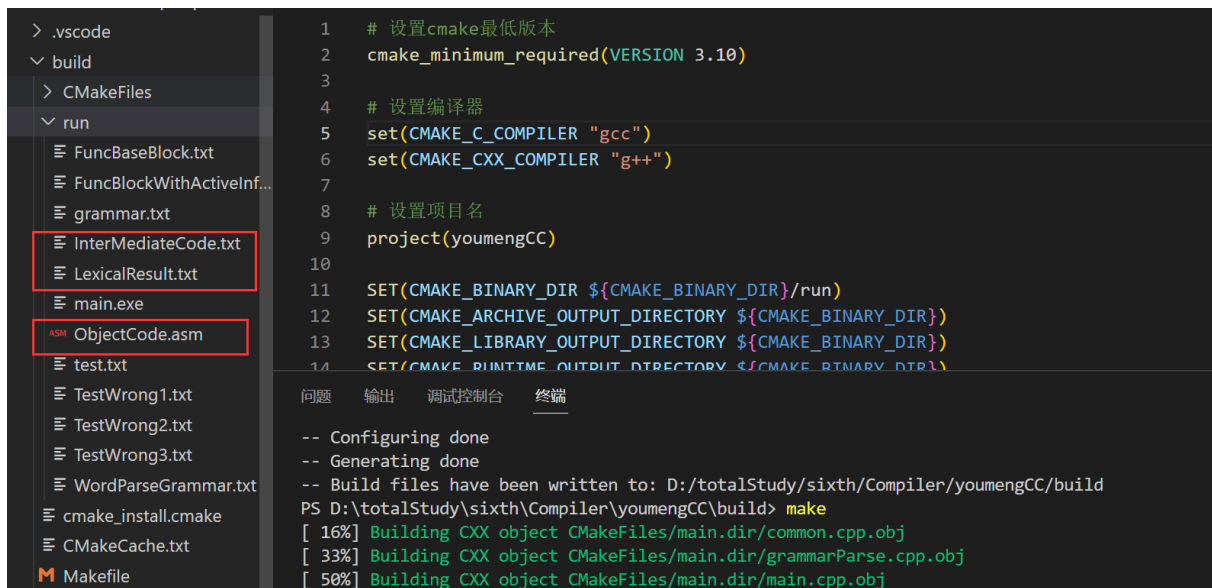 .vscode
build
CMakeFiles
run
FuncBaseBlock.txt
FuncBlockWithActiveInf...
grammar.txt
InterMediateCode.txt
LexicalResult.txt
main.exe
ASM ObjectCode.asm
test.txt
TestWrong1.txt
TestWrong2.txt
TestWrong3.txt
WordParseGrammar.txt
cmake_install.cmake
CMakeCache.txt
M Makefile
1 # 设置cmake最低版本
2 cmake_minimum_required(VERSION 3.10)
3
4 # 设置编译器
5 set(CMAKE_C_COMPILER "gcc")
6 set(CMAKE_CXX_COMPILER "g++")
7
8 # 设置项目名
9 project(youmengCC)
10
11 SET(CMAKE_BINARY_DIR ${CMAKE_BINARY_DIR}/run)
12 SET(CMAKE_ARCHIVE_OUTPUT_DIRECTORY ${CMAKE_BINARY_DIR})
13 SET(CMAKE_LIBRARY_OUTPUT_DIRECTORY ${CMAKE_BINARY_DIR})
14 SET(CMAKE_RUNTIME_OUTPUT_DIRECTORY ${CMAKE_BINARY_DIR})
问题 输出 调试控制台 终端
-- Configuring done
-- Generating done
-- Build files have been written to: D:/totalStudy/sixth/Compiler/youmengCC/build
PS D:\totalStudy\sixth\Compiler\youmengCC\build> make
[ 16%] Building CXX object CMakeFiles/main.dir/common.cpp.obj
[ 33%] Building CXX object CMakeFiles/main.dir/grammarParse.cpp.obj
[ 50%] Building CXX object CMakeFiles/main.dir/main.cpp.obj